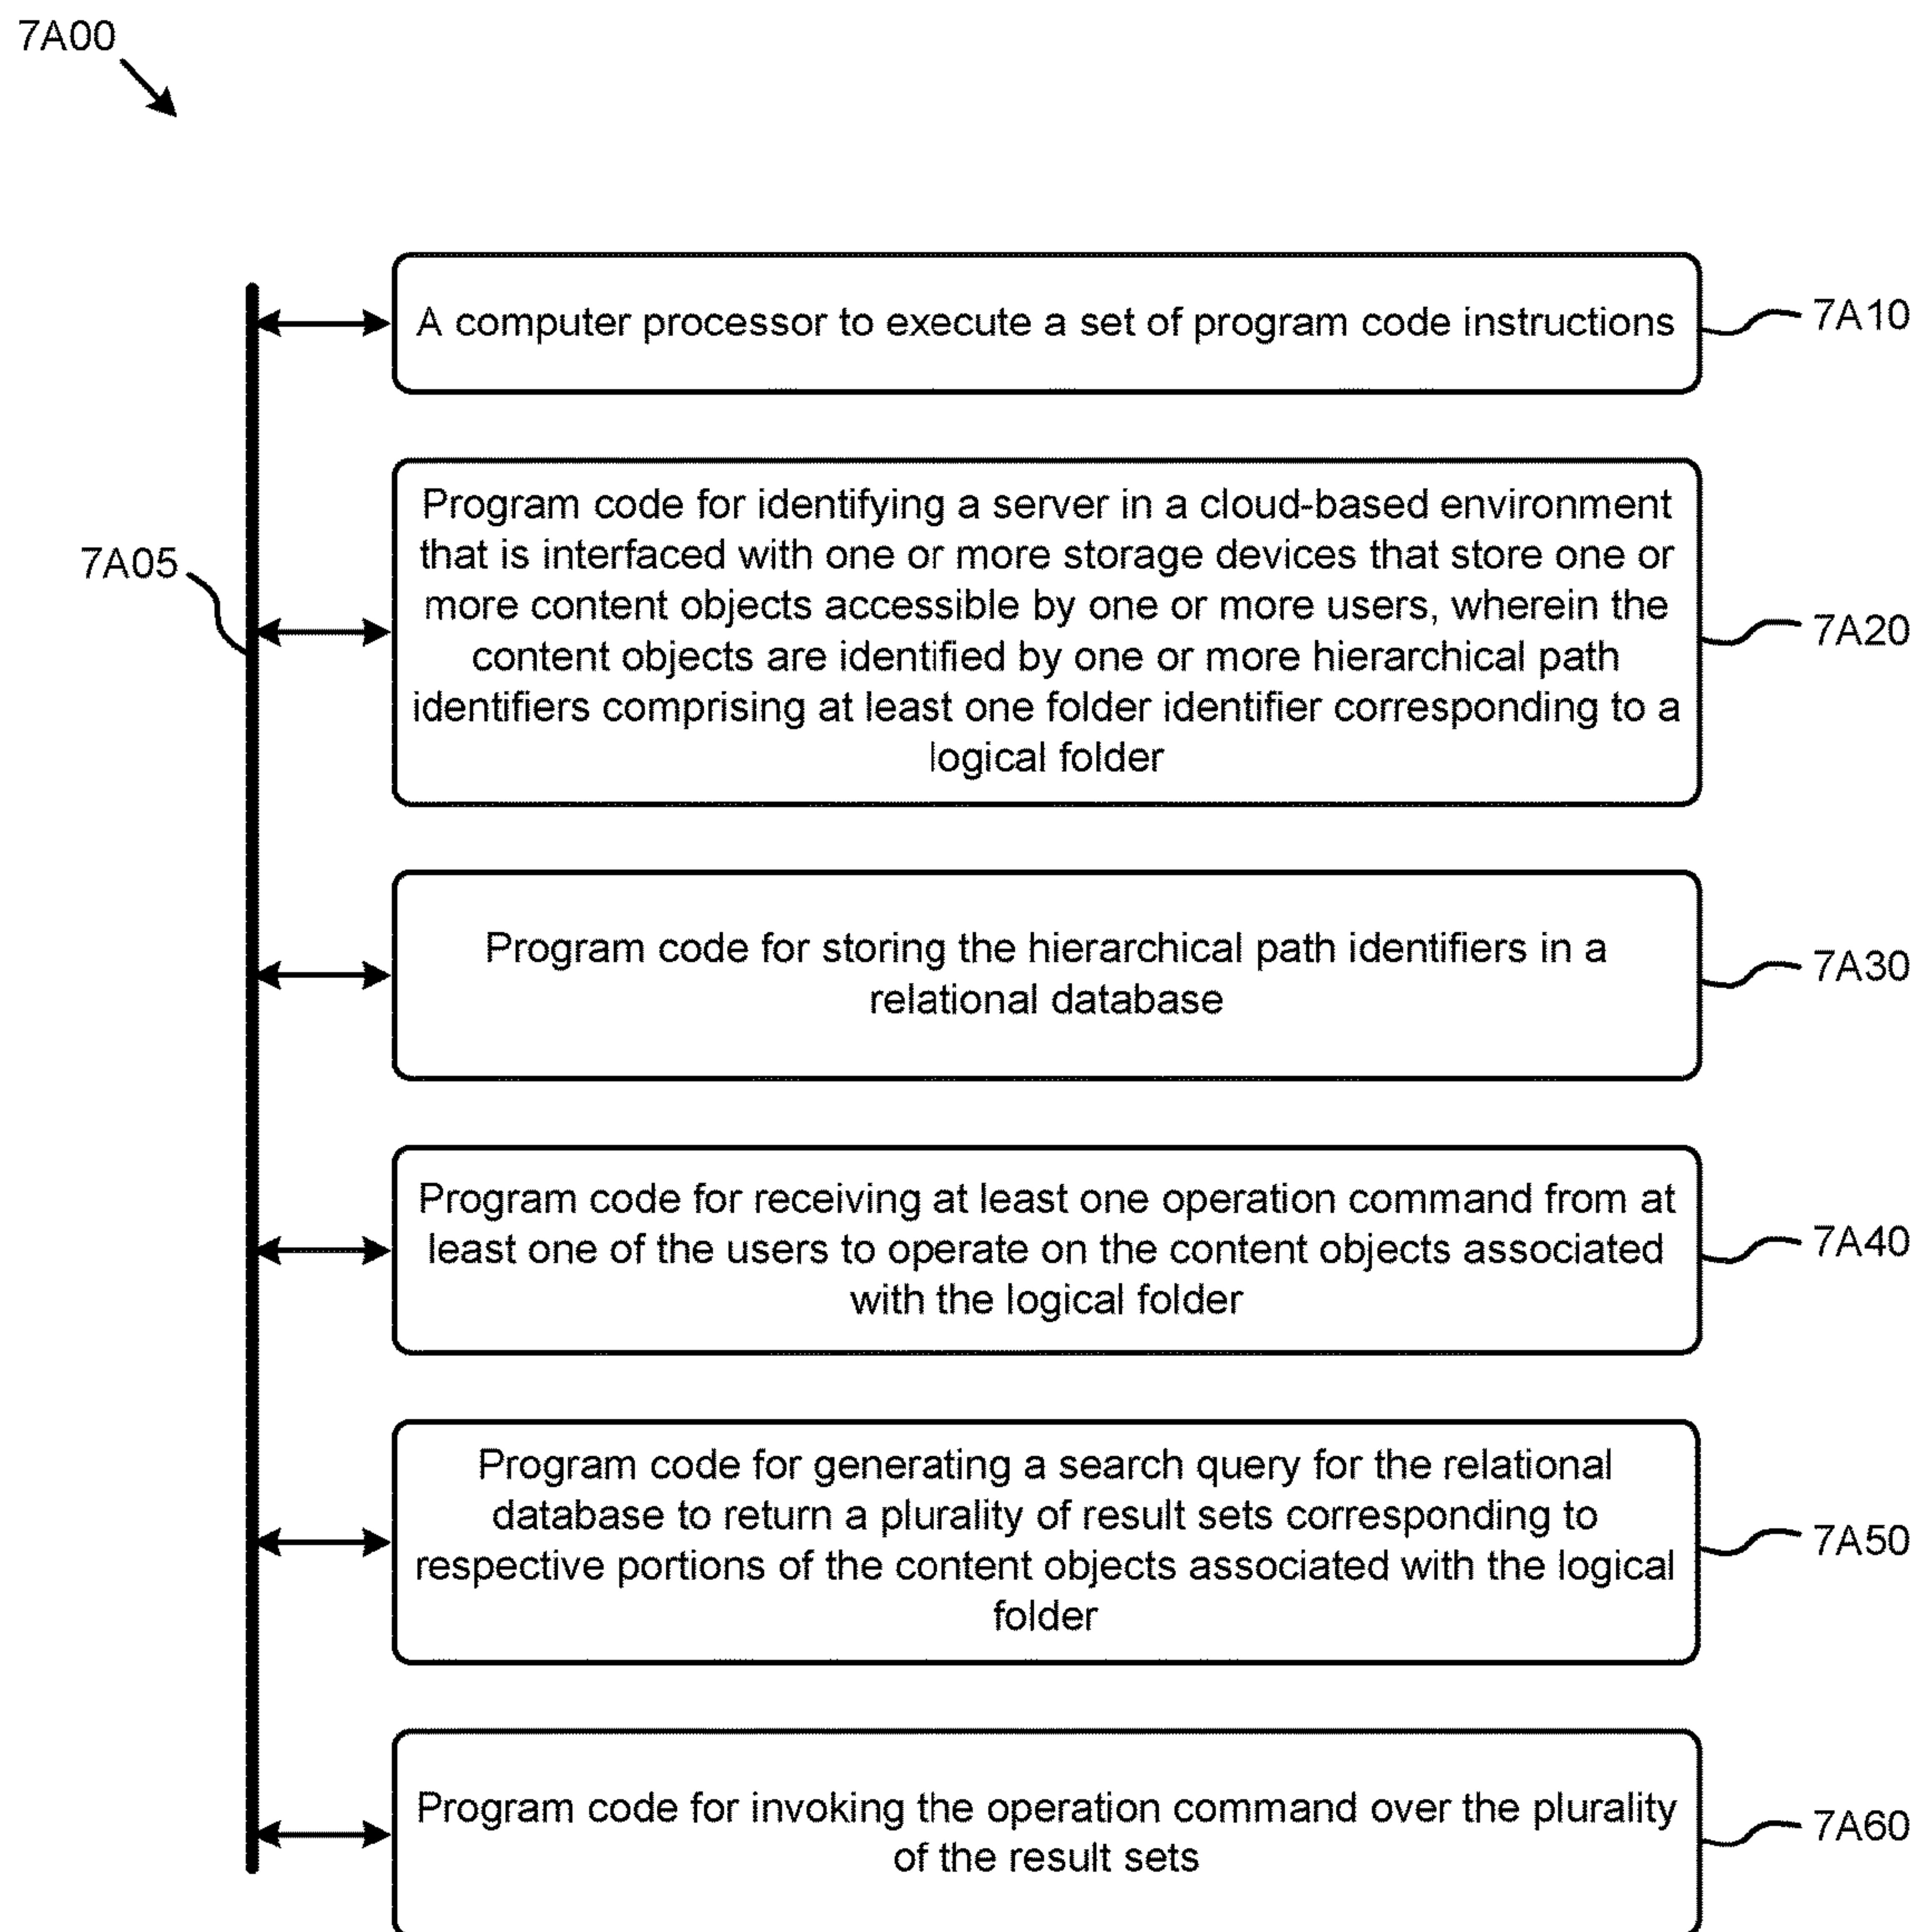 7A00
A computer processor to execute a set of program code instructions
7A10
Program code for identifying a server in a cloud-based environment
that is interfaced with one or more storage devices that store one or
more content objects accessible by one or more users, wherein the
content objects are identified by one or more hierarchical path
identifiers comprising at least one folder identifier corresponding to a
logical folder
7A05
7A20
Program code for storing the hierarchical path identifiers in a
relational database
7A30
Program code for receiving at least one operation command from at
least one of the users to operate on the content objects associated
with the logical folder
7A40
Program code for generating a search query for the relational
database to return a plurality of result sets corresponding to
respective portions of the content objects associated with the logical
folder
7A50
Program code for invoking the operation command over the plurality
of the result sets
7A60